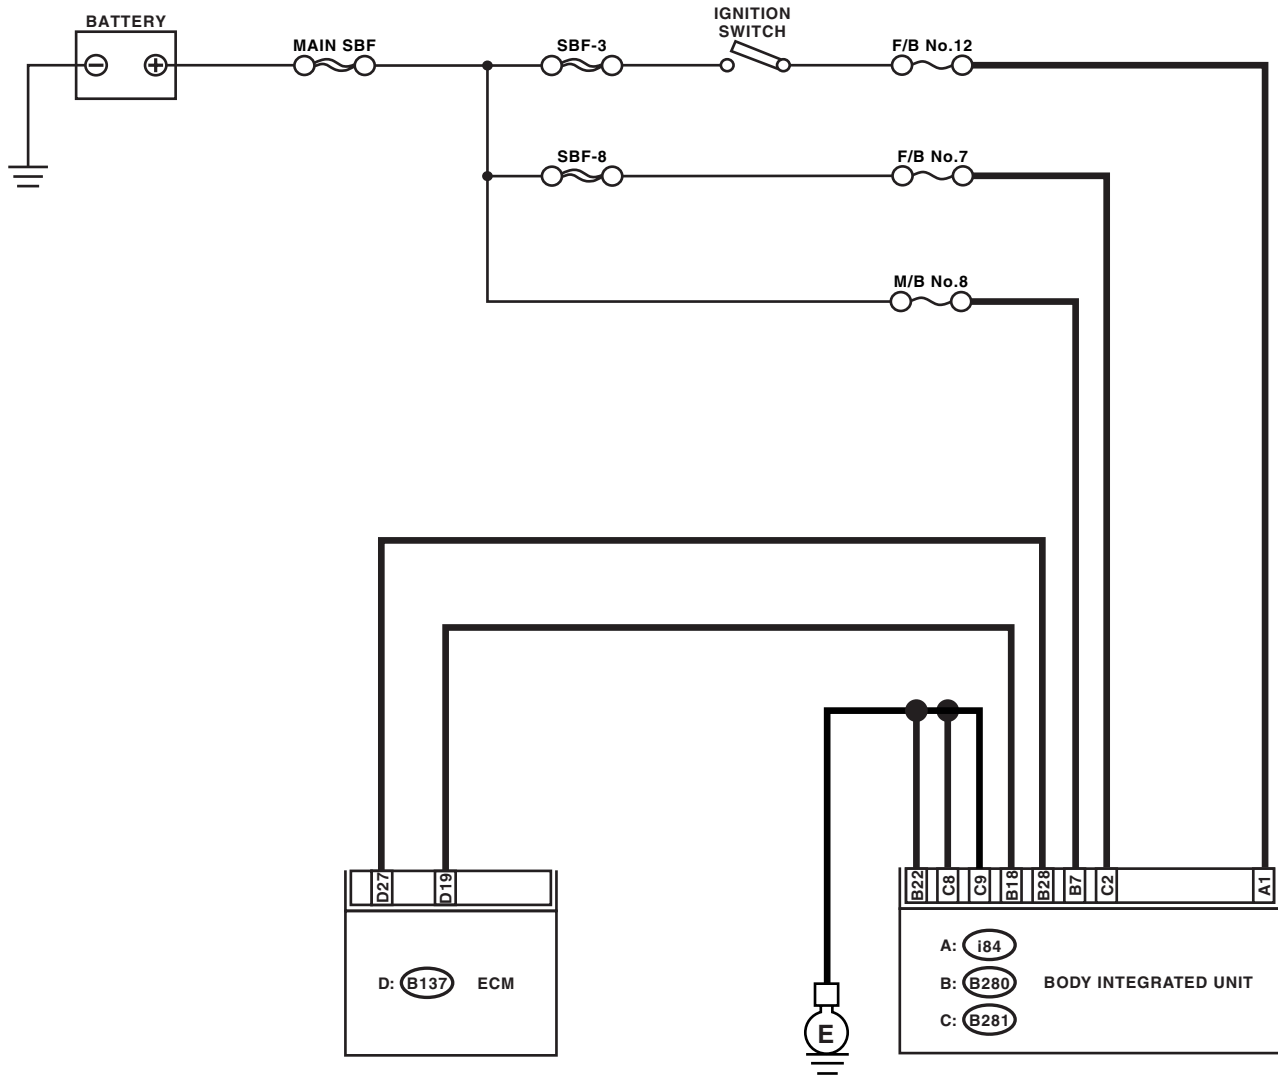 BATTERY
MAIN SBF
SBF-3
IGNITION
SWITCH
F/B No.12
SBF-8
F/B No.7
M/B No.8
D27
D19
B22
C8
C9
B18
B28
B7
C2
A1
D: B137 ECM
A: i84
B: B280
C: B281
BODY INTEGRATED UNIT
E